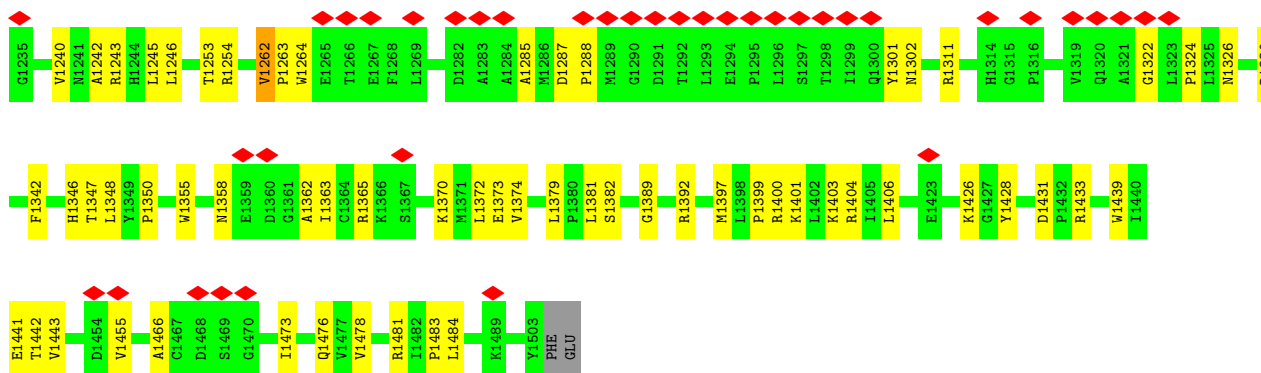 G1235 V1240 N1241 A1242 R1243 H1244 L1245 L1246 T1253 R1254 V1262 P1263 W1264 E1265 T1266 E1267 F1268 L1269 D1282 A1283 A1284 A1285 M1286 D1287 P1288 M1289 G1290 D1291 T1292 L1293 E1294 P1295 L1296 S1297 T1298 I1299 Q1300 Y1301 N1302 R1311 H1314 G1315 P1316 V1319 Q1320 A1321 G1322 L1323 P1324 L1325 N1326
F1342 H1346 T1347 L1348 Y1349 P1350 W1355 N1358 E1359 D1360 G1361 A1362 I1363 C1364 R1365 K1366 S1367 K1370 M1371 L1372 E1373 V1374 L1379 P1380 L1381 S1382 G1389 R1392 M1397 L1398 P1399 R1400 K1401 L1402 K1403 R1404 I1405 L1406 E1423 K1426 G1427 Y1428 D1431 P1432 R1433 W1439 I1440
E1441 T1442 V1443 D1454 V1455 A1466 C1467 D1468 S1469 G1470 I1473 Q1476 V1477 V1478 R1481 I1482 P1483 L1484 K1489 Y1503 PHE GLU